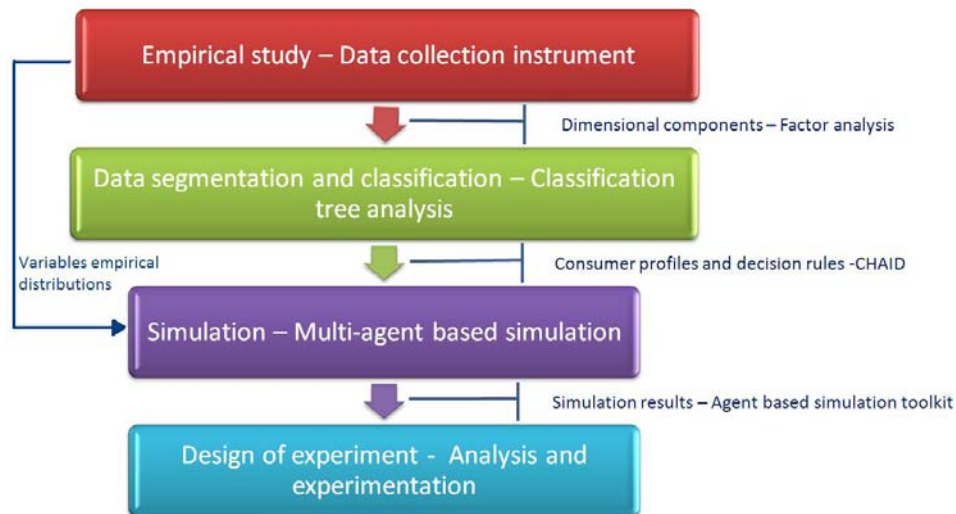 Empirical study – Data collection instrument
Dimensional components – Factor analysis
Data segmentation and classification – Classification
tree analysis
Variables empirical
distributions
Consumer profiles and decision rules -CHAID
Simulation – Multi-agent based simulation
Simulation results – Agent based simulation toolkit
Design of experiment - Analysis and
experimentation